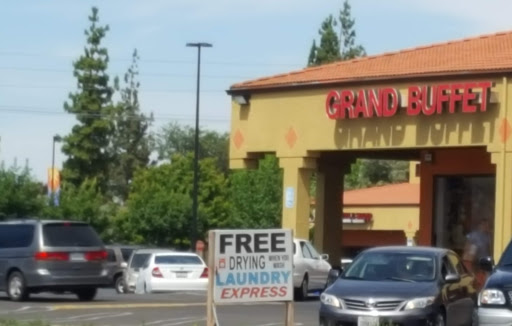 GRAND BUFFET
FREE
DRYING WHEN YOU WASH
LAUNDRY
EXPRESS